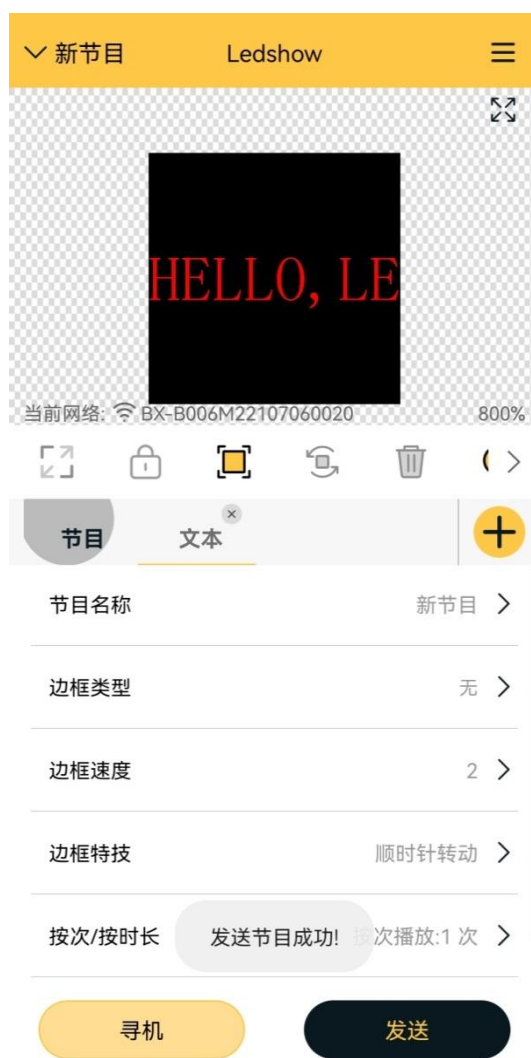 新节目 Ledshow
HELLO, LE
当前网络: BX-B006M22107060020 800%
节目 文本
节目名称 新节目
边框类型 无
边框速度 2
边框特技 顺时针转动
按次/按时长 次播放:1 次
发送节目成功!
寻机 发送